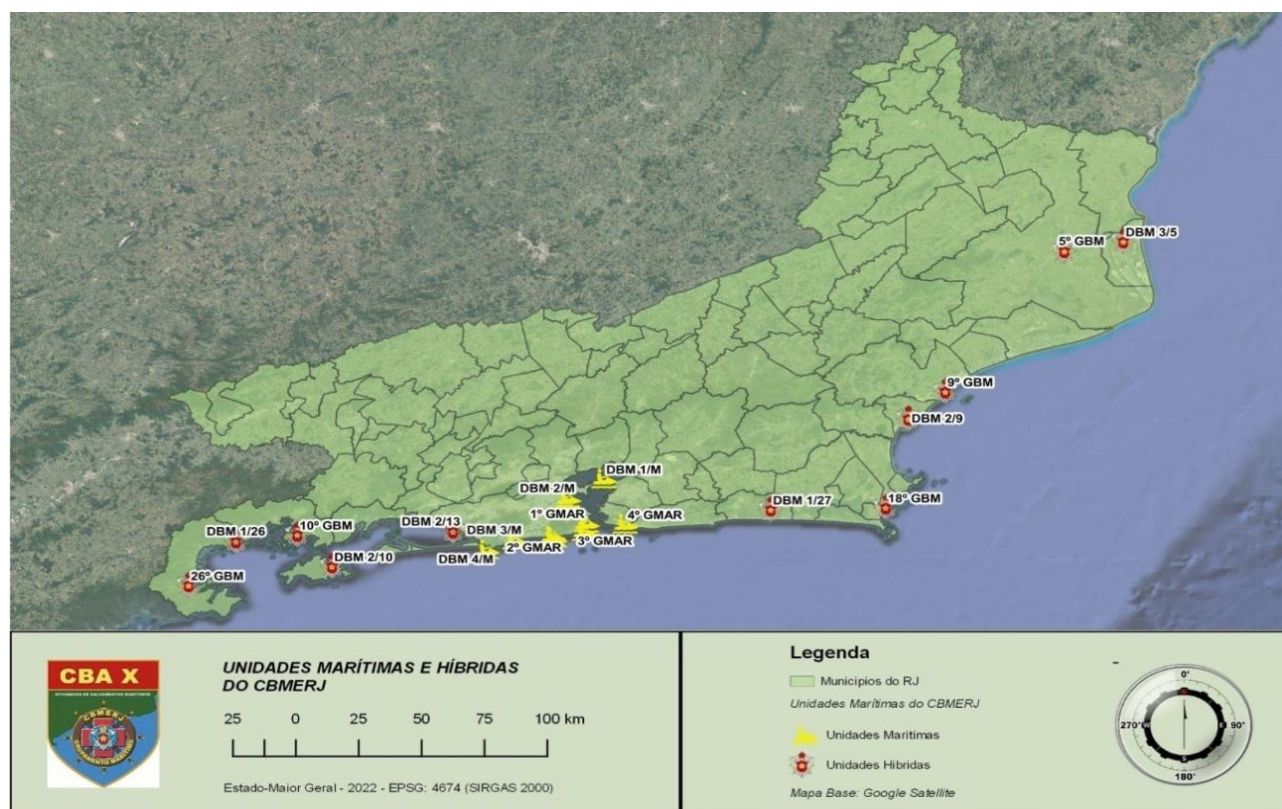 5º GBM
DBM 3/5
9º GBM
DBM 2/9
DBM 1/M
DBM 2/M
DBM 1/27
18º GBM
1º GMAR
4º GMAR
10º GBM
DBM 2/13
DBM 3/M
DBM 1/26
2º GMAR
3º GMAR
DBM 4/M
DBM 2/10
26º GBM
CBA X
CBMERJ
UNIDADES MARÍTIMAS E HÍBRIDAS
DO CBMERJ
25 0 25 50 75 100 km
Estado-Maior Geral - 2022 - EPSG: 4674 (SIRGAS 2000)
Legenda
Municipios do RJ
Unidades Marítimas do CBMERJ
Unidades Maritimas
Unidades Hibridas
Mapa Base: Google Satellite
0°
270°
90°
180°